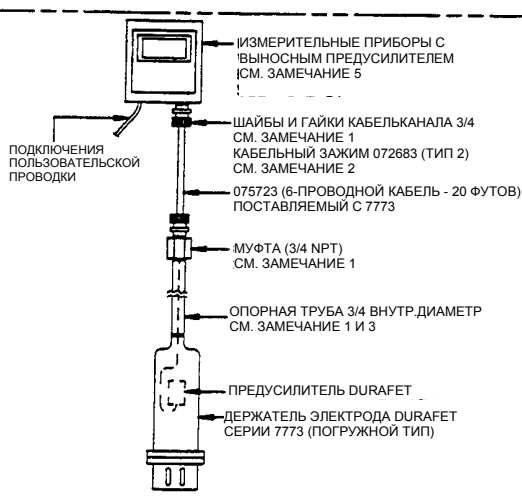 ИЗМЕРИТЕЛЬНЫЕ ПРИБОРЫ С
ВЫНОСНЫМ ПРЕДУСИЛИТЕЛЕМ
СМ. ЗАМЕЧАНИЕ 5
ШАЙБЫ И ГАЙКИ КАБЕЛЬКАНАЛА 3/4
СМ. ЗАМЕЧАНИЕ 1
КАБЕЛЬНЫЙ ЗАЖИМ 072683 (ТИП 2)
СМ. ЗАМЕЧАНИЕ 2
ПОДКЛЮЧЕНИЯ
ПОЛЬЗОВАТЕЛЬСКОЙ
ПРОВОДКИ
075723 (6-ПРОВОДНОЙ КАБЕЛЬ - 20 ФУТОВ)
ПОСТАВЛЯЕМЫЙ С 7773
МУФТА (3/4 NPT)
СМ. ЗАМЕЧАНИЕ 1
ОПОРНАЯ ТРУБА 3/4 ВНУТР.ДИАМЕТР
СМ. ЗАМЕЧАНИЕ 1 И 3
ПРЕДУСИЛИТЕЛЬ DURAFET
ДЕРЖАТЕЛЬ ЭЛЕКТРОДА DURAFET
СЕРИИ 7773 (ПОГРУЖНОЙ ТИП)